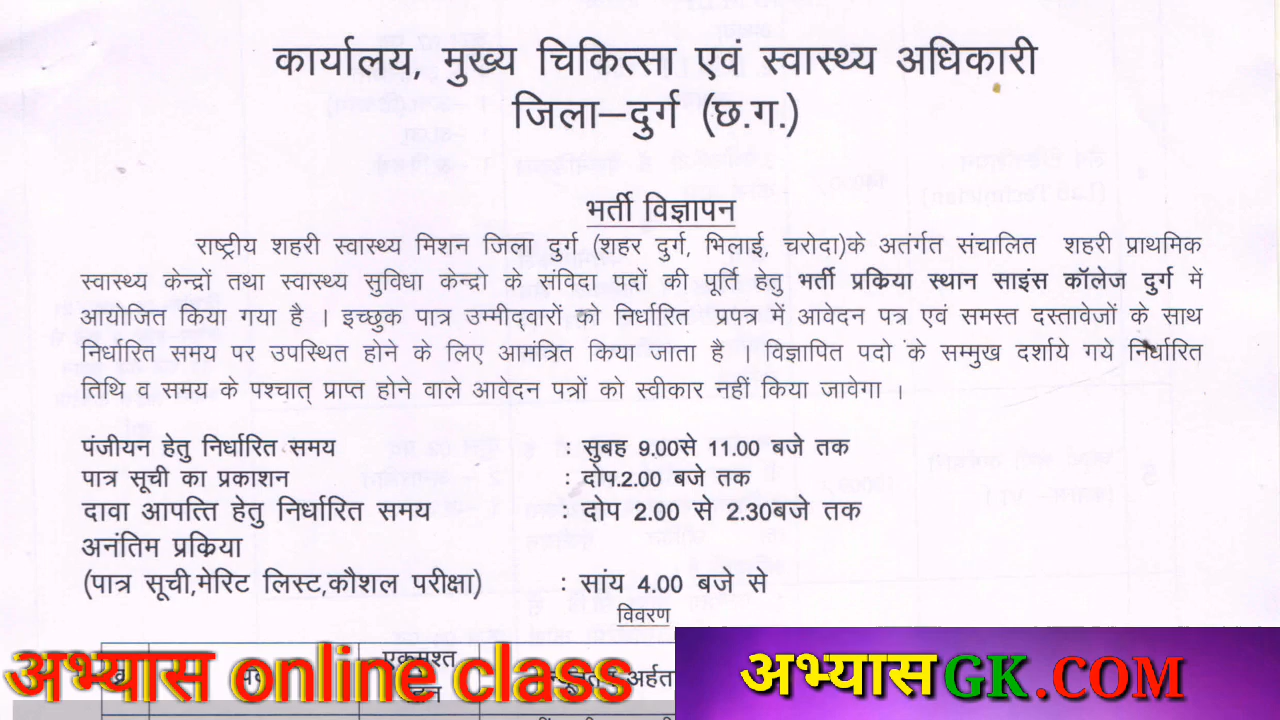 कार्यालय, मुख्य चिकित्सा एवं स्वास्थ्य अधिकारी
जिला–दुर्ग (छ.ग.)
भर्ती विज्ञापन
राष्ट्रीय शहरी स्वास्थ्य मिशन जिला दुर्ग (शहर दुर्ग, भिलाई, चरोदा)के अतंर्गत संचालित शहरी प्राथमिक
स्वास्थ्य केन्द्रों तथा स्वास्थ्य सुविधा केन्द्रो के संविदा पदों की पूर्ति हेतु भर्ती प्रकिया स्थान साइंस कॉलेज दुर्ग में
आयोजित किया गया है । इच्छुक पात्र उम्मीद्वारों को निर्धारित प्रपत्र में आवेदन पत्र एवं समस्त दस्तावेजों के साथ
निर्धारित समय पर उपस्थित होने के लिए आमंत्रित किया जाता है । विज्ञापित पदो के सम्मुख दर्शाये गये निर्धारित
तिथि व समय के पश्चात् प्राप्त होने वाले आवेदन पत्रों को स्वीकार नहीं किया जावेगा ।
पंजीयन हेतु निर्धारित समय : सुबह 9.00से 11.00 बजे तक
पात्र सूची का प्रकाशन : दोप.2.00 बजे तक
दावा आपत्ति हेतु निर्धारित समय : दोप 2.00 से 2.30बजे तक
अनंतिम प्रकिया
(पात्र सूची,मेरिट लिस्ट,कौशल परीक्षा) : सांय 4.00 बजे से
विवरण
एकमुश्त
अर्हता
अभ्यास online class
अभ्यासGK.COM